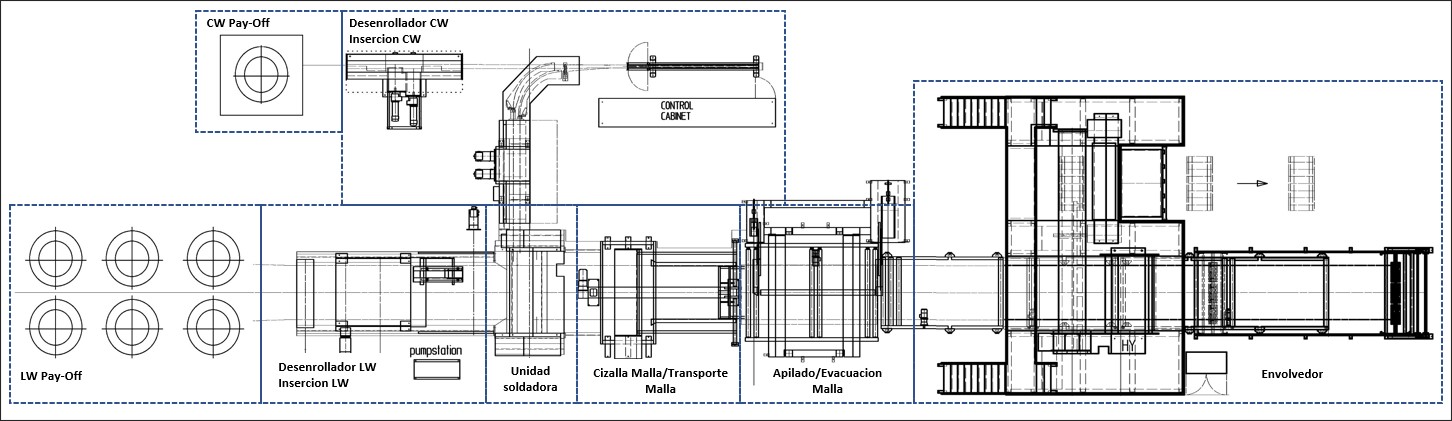 CW Pay-Off
Desenrollador CW
Insercion CW
CONTROL
CABINET
LW Pay-Off
Desenrollador LW
Insercion LW
pumpstation
Unidad
soldadora
Cizalla Malla/Transporte
Malla
Apilado/Evacuacion
Malla
HY
Envolvedor